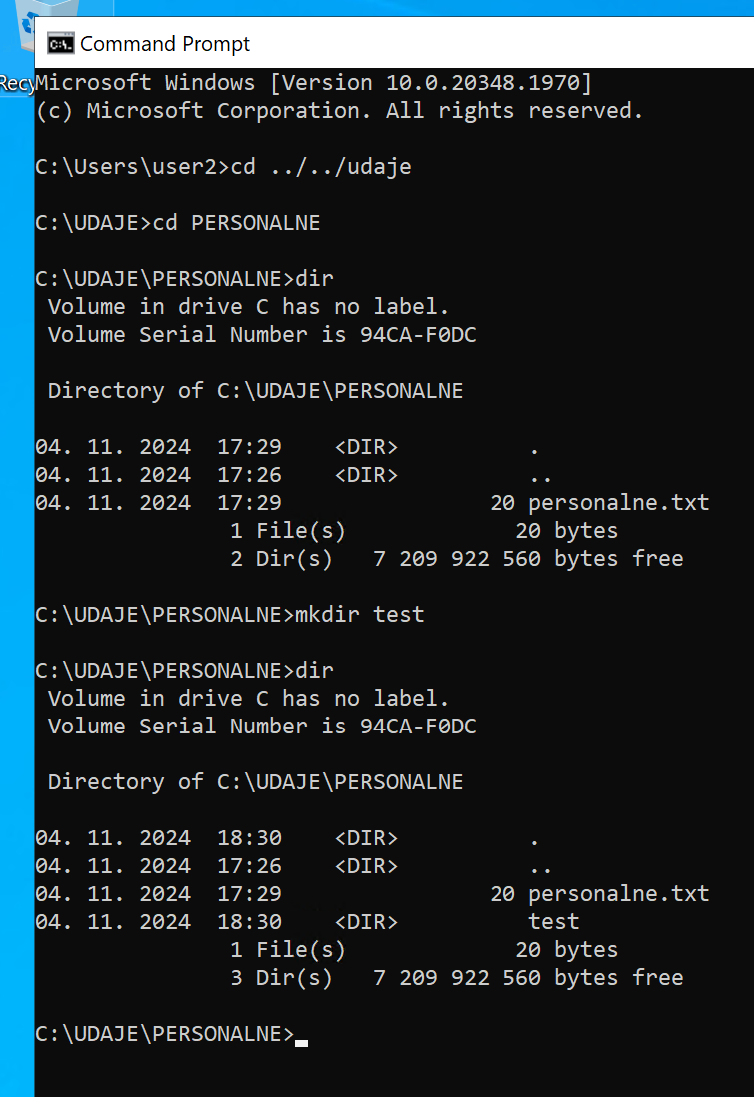 Command Prompt
Recy
Microsoft Windows [Version 10.0.20348.1970]
(c) Microsoft Corporation. All rights reserved.
C:\Users\user2>cd ../../udaje
C:\UDAJE>cd PERSONALNE
C:\UDAJE\PERSONALNE>dir
Volume in drive C has no label.
Volume Serial Number is 94CA-F0DC
Directory of C:\UDAJE\PERSONALNE
04. 11. 2024  17:29    <DIR>          .
04. 11. 2024  17:26    <DIR>          ..
04. 11. 2024  17:29                20 personalne.txt
1 File(s)             20 bytes
2 Dir(s)   7 209 922 560 bytes free
C:\UDAJE\PERSONALNE>mkdir test
C:\UDAJE\PERSONALNE>dir
Volume in drive C has no label.
Volume Serial Number is 94CA-F0DC
Directory of C:\UDAJE\PERSONALNE
04. 11. 2024  18:30    <DIR>          .
04. 11. 2024  17:26    <DIR>          ..
04. 11. 2024  17:29                20 personalne.txt
04. 11. 2024  18:30    <DIR>          test
1 File(s)             20 bytes
3 Dir(s)   7 209 922 560 bytes free
C:\UDAJE\PERSONALNE>